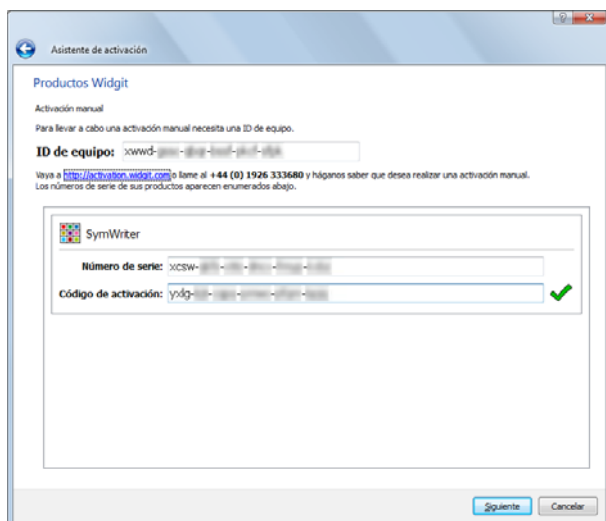 Asistente de activación
Productos Widgit
Activación manual
Para llevar a cabo una activación manual necesita una ID de equipo.
ID de equipo: xwwd-
Vaya a http://activation.widgit.com o llame al +44 (0) 1926 333680 y háganos saber que desea realizar una activación manual.
Los números de serie de sus productos aparecen enumerados abajo.
SymWriter
Número de serie: xcsw-
Código de activación: yxlg-
Siguiente Cancelar